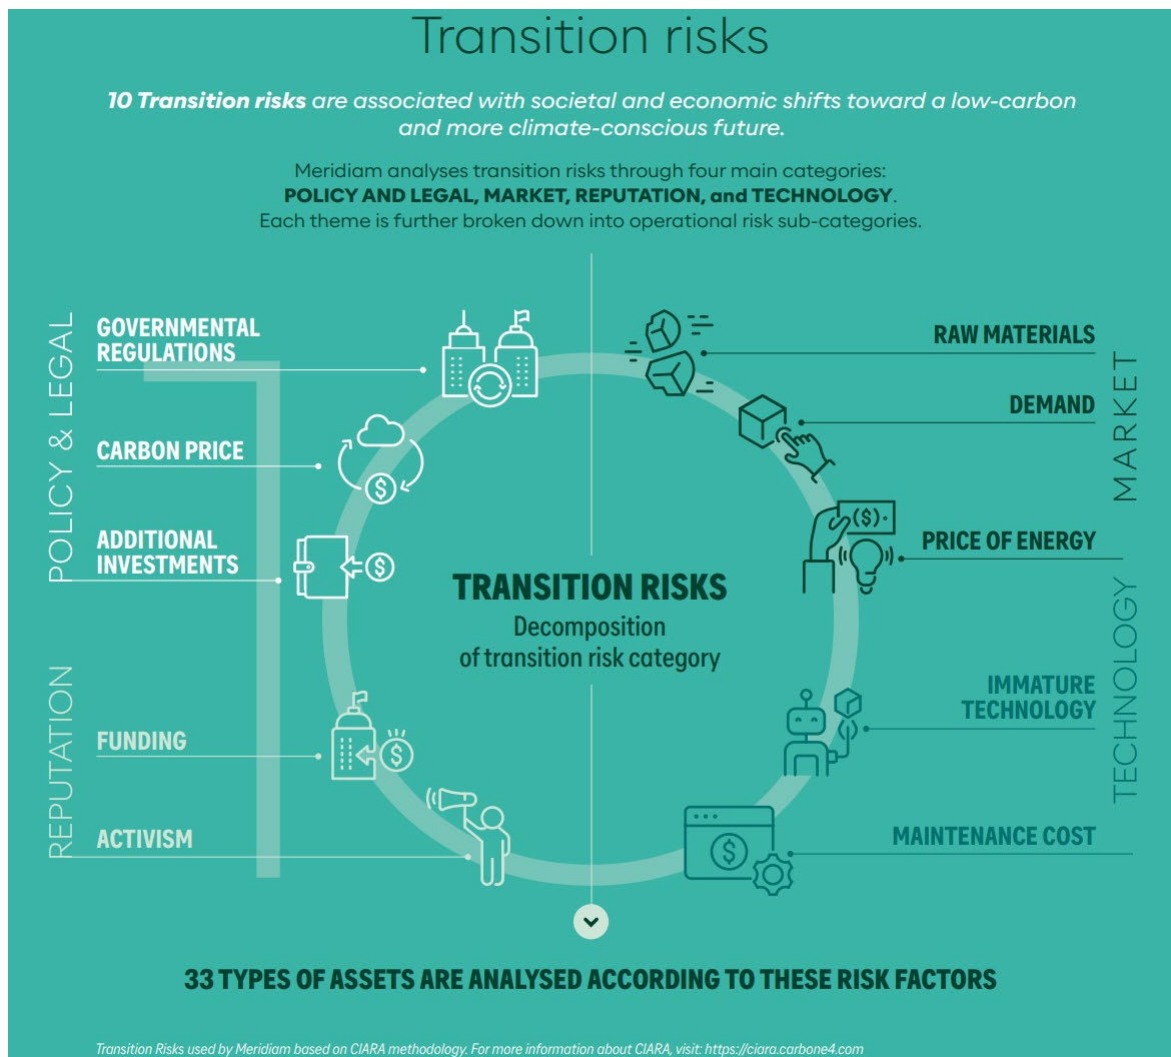 Transition risks
10 Transition risks are associated with societal and economic shifts toward a low-carbon
and more climate-conscious future.
Meridiam analyses transition risks through four main categories:
POLICY AND LEGAL, MARKET, REPUTATION, and TECHNOLOGY.
Each theme is further broken down into operational risk sub-categories.
POLICY & LEGAL
GOVERNMENTAL
REGULATIONS
CARBON PRICE
ADDITIONAL
INVESTMENTS
REPUTATION
FUNDING
ACTIVISM
TRANSITION RISKS
Decomposition
of transition risk category
MARKET
RAW MATERIALS
DEMAND
PRICE OF ENERGY
TECHNOLOGY
IMMATURE
TECHNOLOGY
MAINTENANCE COST
33 TYPES OF ASSETS ARE ANALYSED ACCORDING TO THESE RISK FACTORS
Transition Risks used by Meridiam based on CIARA methodology. For more information about CIARA, visit: https://ciara.carbone4.com